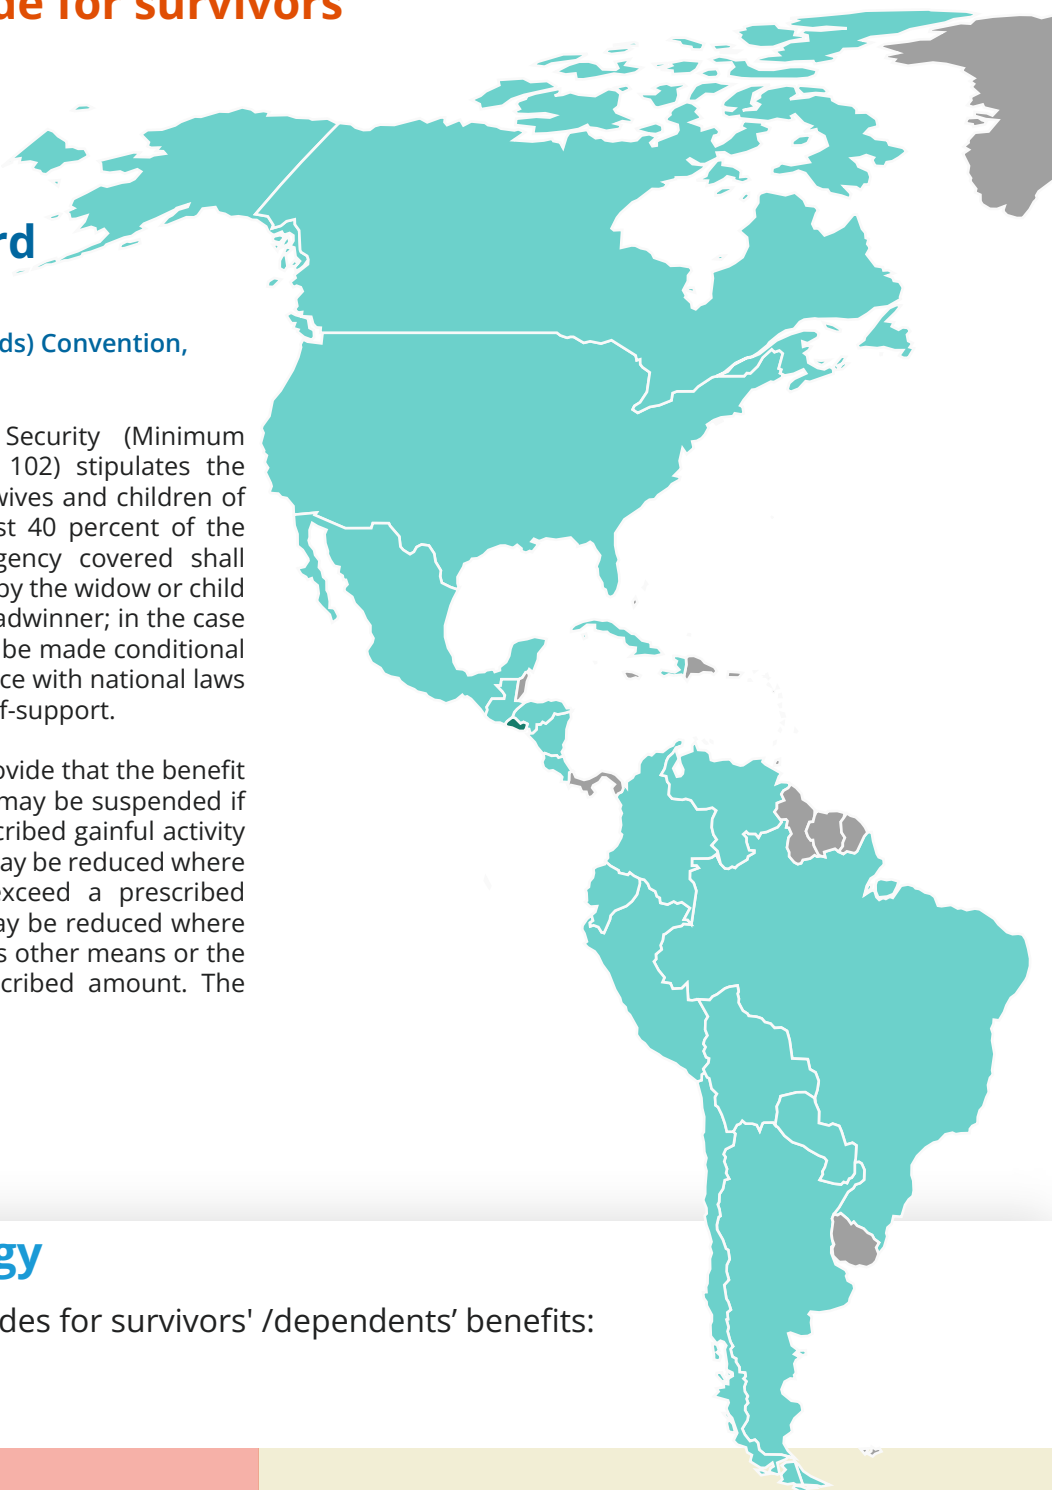 de for survivors
rd
ds) Convention,
Security (Minimum
102) stipulates the
wives and children of
st 40 percent of the
gency covered shall
by the widow or child
adwinner; in the case
be made conditional
ce with national laws
f-support.
ovide that the benefit
may be suspended if
cribed gainful activity
ay be reduced where
exceed a prescribed
ay be reduced where
s other means or the
cribed amount. The
gy
des for survivors' /dependents’ benefits: